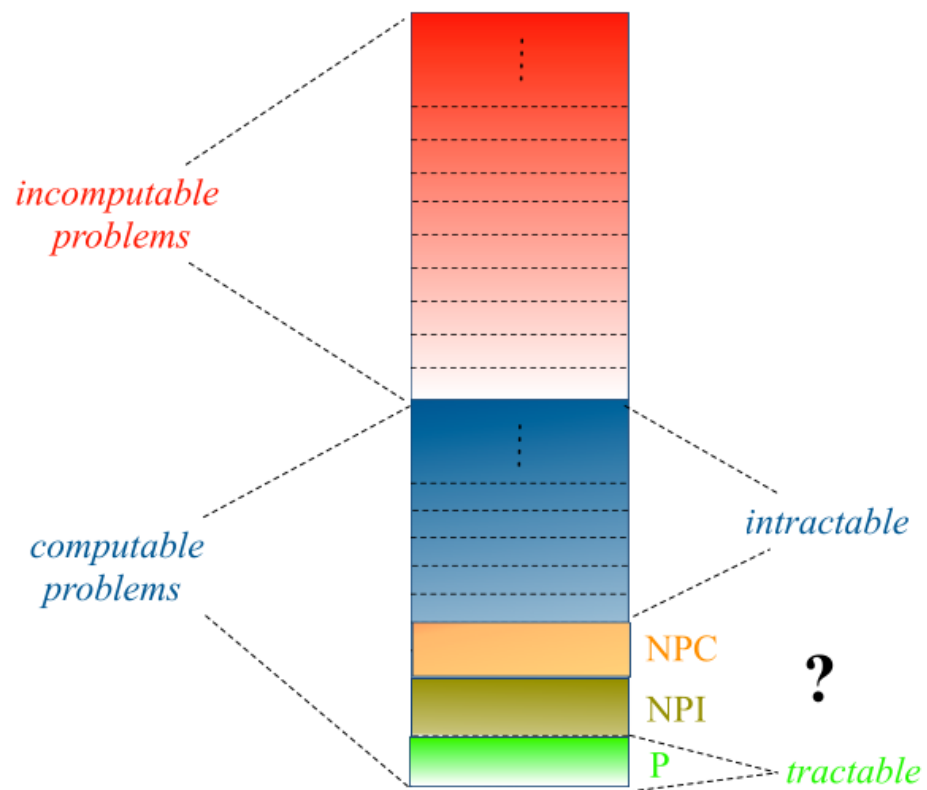 incomputable
problems
computable
problems
intractable
NPC
?
NPI
P
tractable